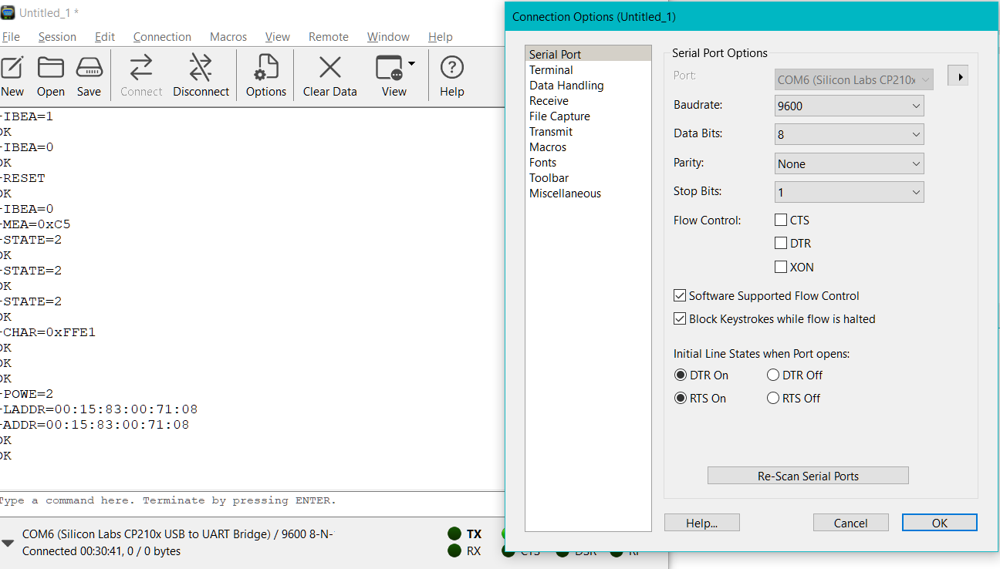 Untitled_1 *
File Session Edit Connection Macros View Remote Window Help
New Open Save Connect Disconnect Options Clear Data View Help
-IBEA=1
OK
-IBEA=0
OK
-RESET
OK
-IBEA=0
-MEA=0xC5
-STATE=2
OK
-STATE=2
OK
-STATE=2
OK
-CHAR=0xFFE1
OK
OK
OK
-POWE=2
-LADDR=00:15:83:00:71:08
-ADDR=00:15:83:00:71:08
OK
OK
Type a command here. Terminate by pressing ENTER.
COM6 (Silicon Labs CP210x USB to UART Bridge) / 9600 8-N-
Connected 00:30:41, 0 / 0 bytes
TX
RX CTS DSR RI
Connection Options (Untitled_1)
Serial Port
Terminal
Data Handling
Receive
File Capture
Transmit
Macros
Fonts
Toolbar
Miscellaneous
Serial Port Options
Port: COM6 (Silicon Labs CP210x
Baudrate: 9600
Data Bits: 8
Parity: None
Stop Bits: 1
Flow Control: CTS
DTR
XON
Software Supported Flow Control
Block Keystrokes while flow is halted
Initial Line States when Port opens:
DTR On DTR Off
RTS On RTS Off
Re-Scan Serial Ports
Help... Cancel OK